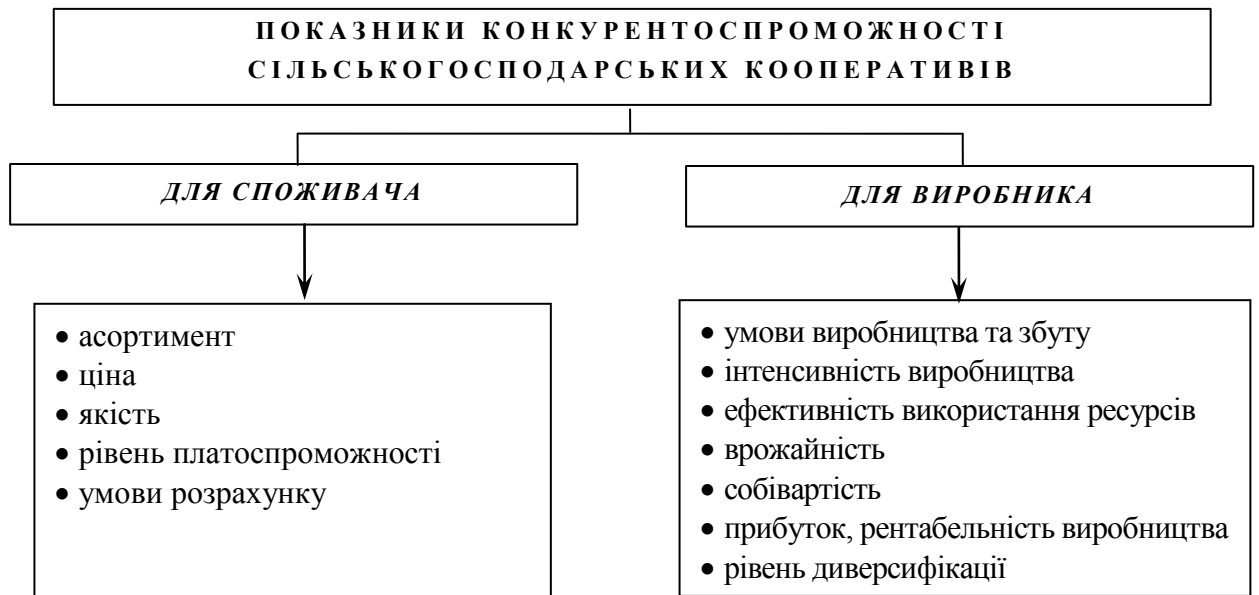 ПОКАЗНИКИ КОНКУРЕНТОСПРОМОЖНОСТІ
СІЛЬСЬКОГОСПОДАРСЬКИХ КООПЕРАТИВІВ
ДЛЯ СПОЖИВАЧА
• асортимент
• ціна
• якість
• рівень платоспроможності
• умови розрахунку
ДЛЯ ВИРОБНИКА
• умови виробництва та збуту
• інтенсивність виробництва
• ефективність використання ресурсів
• врожайність
• собівартість
• прибуток, рентабельність виробництва
• рівень диверсифікації